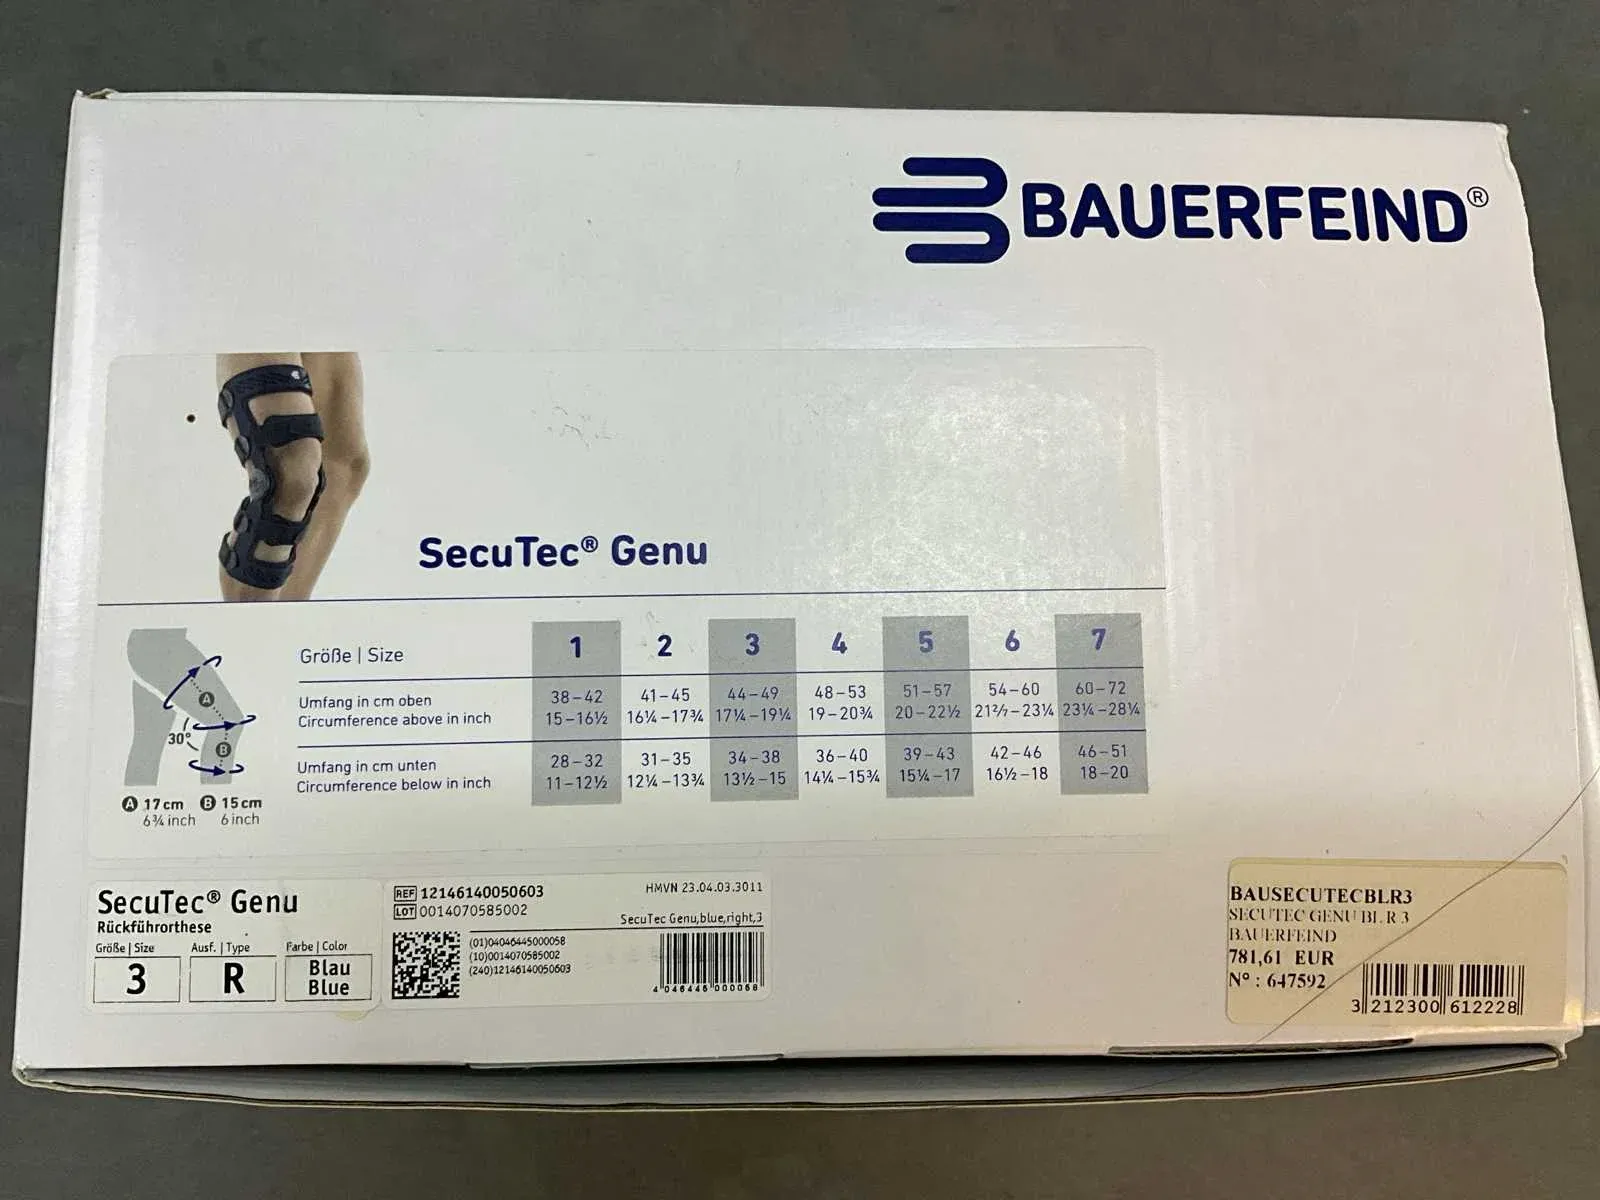 BAUERFEIND®
SecuTec® Genu
Größe | Size 1 2 3 4 5 6 7
Umfang in cm oben 38–42 41–45 44–49 48–53 51–57 54–60 60–72
Circumference above in inch 15–16½ 16¼–17¾ 17¼–19¼ 19–20¾ 20–22½ 21²⁄₇–23¼ 23¼–28¼
Umfang in cm unten 28–32 31–35 34–38 36–40 39–43 42–46 46–51
Circumference below in inch 11–12½ 12¼–13¾ 13½–15 14¼–15¾ 15¼–17 16½–18 18–20
A
30°
B
A 17 cm B 15 cm
6¾ inch 6 inch
SecuTec® Genu
Rückführorthese
Größe | Size Ausf. | Type Farbe | Color
3 R Blau
Blue
REF 12146140050603
LOT 0014070585002
HMVN 23.04.03.3011
SecuTec Genu,blue,right,3
(01)04046445000058
(10)0014070585002
(240)12146140050603
BAUSECUTECBLR3
SECUTEC GENU BL R 3
BAUERFEIND
781,61 EUR
N° : 647592
3 212300 612228